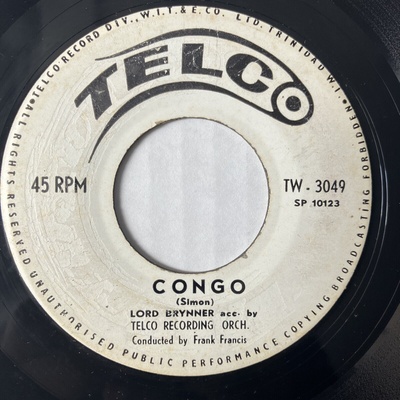 TELCO RECORD DIV., W.I.T. & E. CO. LTD. TRINIDAD W.I.
TELCO
45 RPM
TW - 3049
SP 10123
CONGO
(Simon)
LORD BRYNNER acc. by
TELCO RECORDING ORCH.
Conducted by Frank Francis
ALL RIGHTS RESERVED UNAUTHORISED PUBLIC PERFORMANCE BROADCASTING COPYING FORBIDDEN